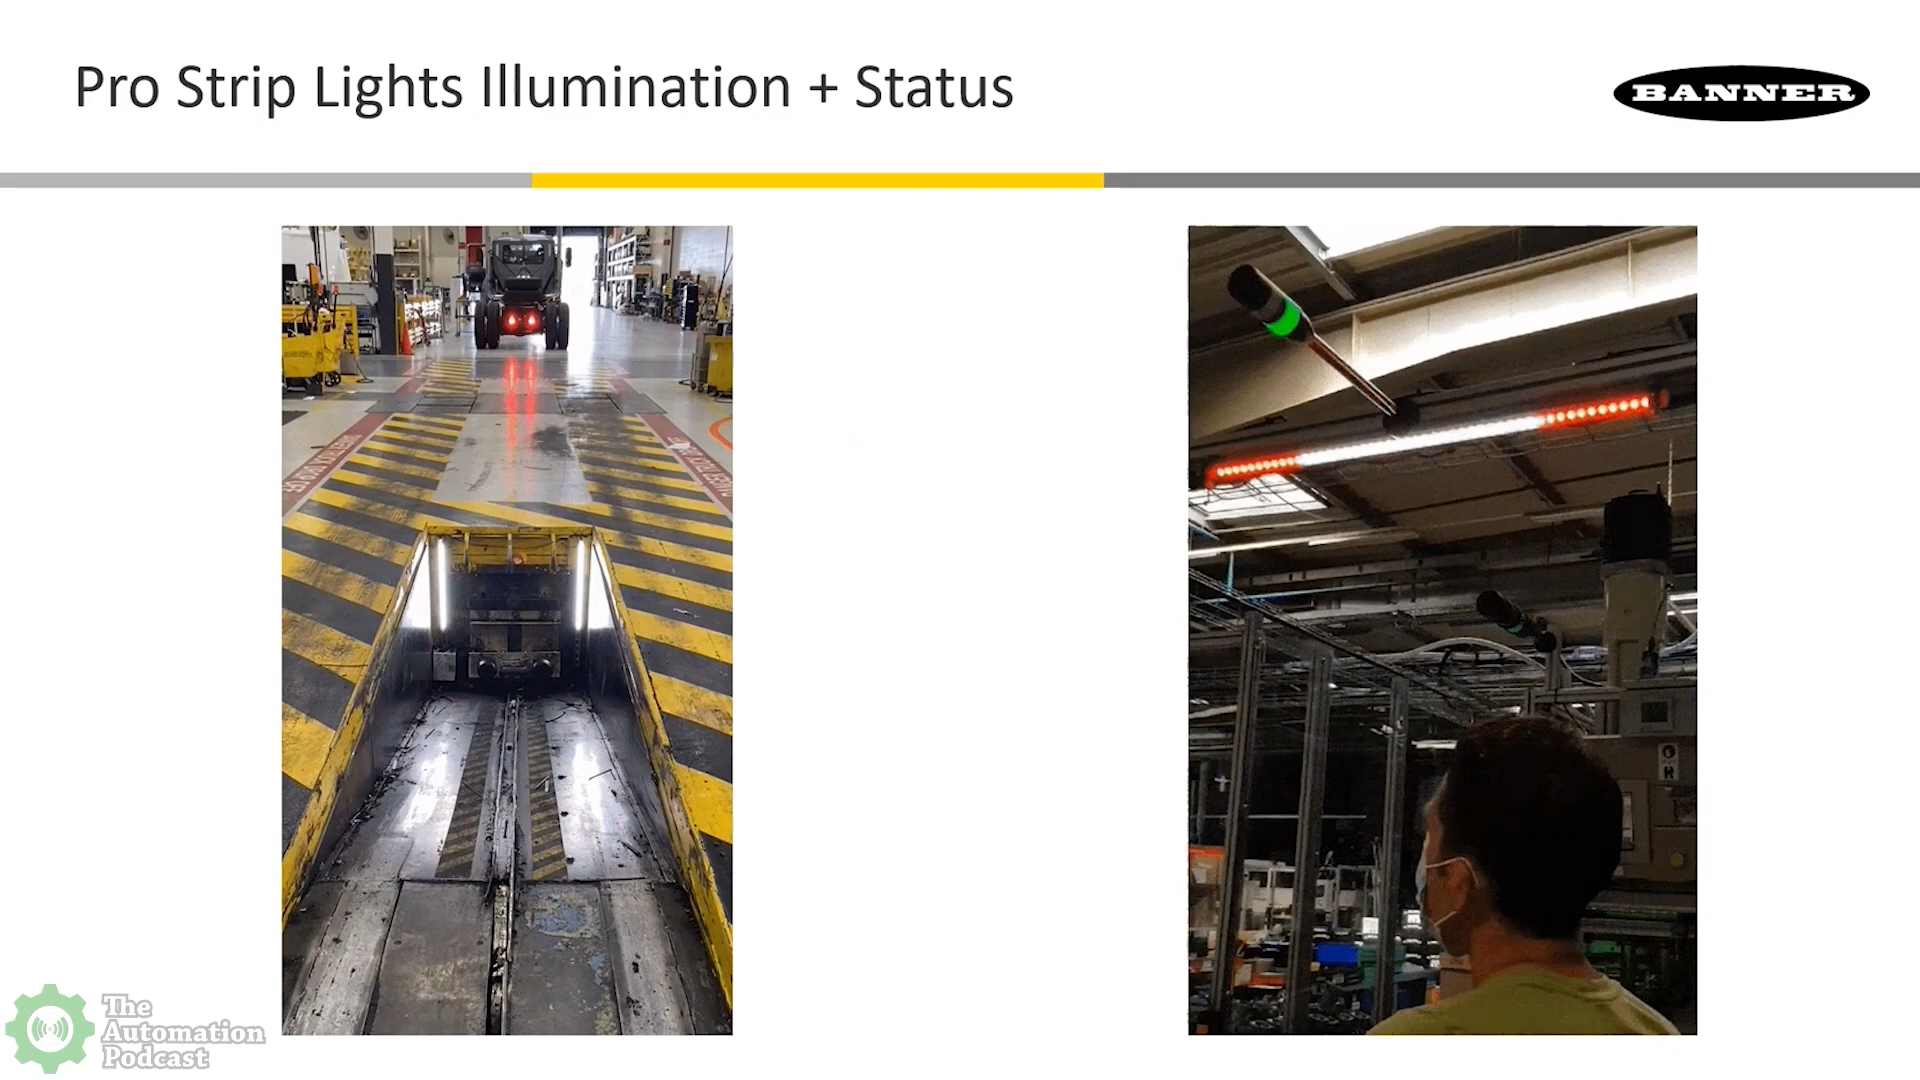 Pro Strip Lights Illumination + Status
BANNER
The
Automation
Podcast